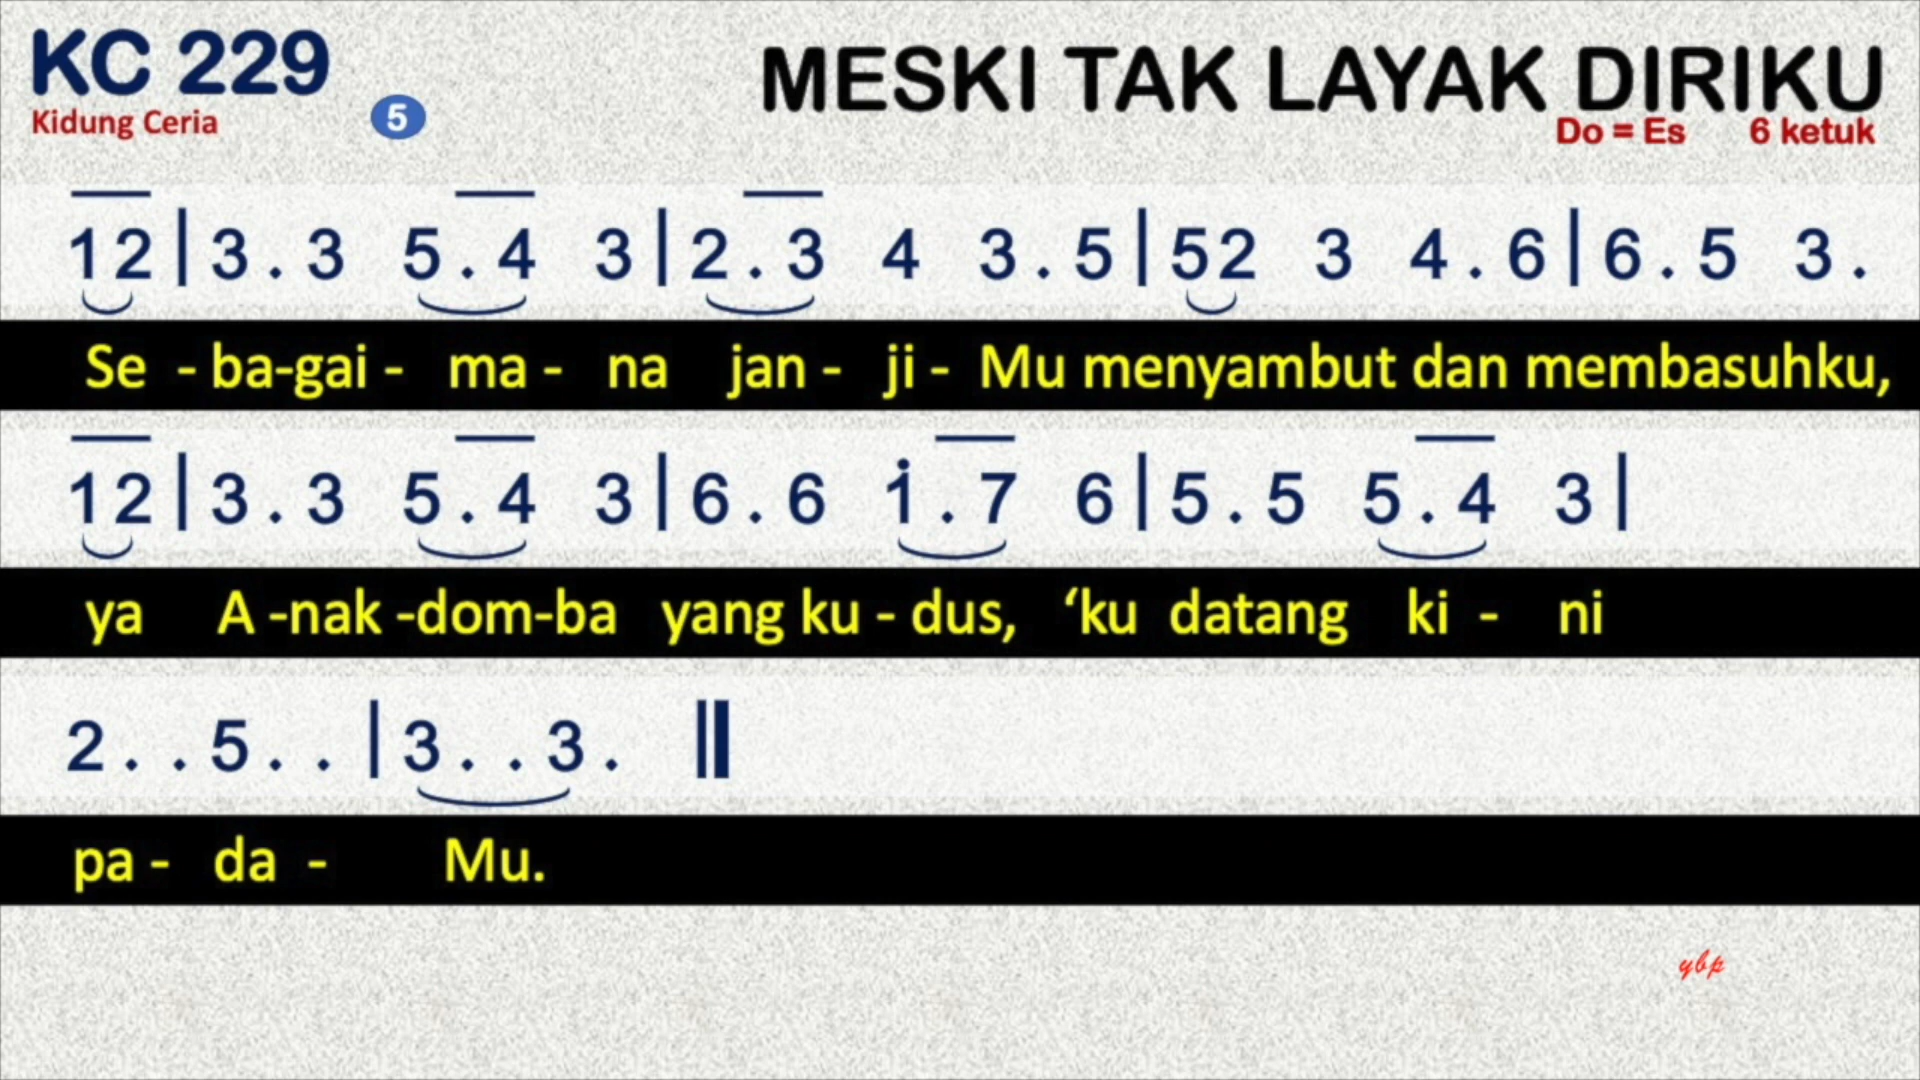 KC 229
MESKI TAK LAYAK DIRIKU
Kidung Ceria
5
Do = Es 6 ketuk
12 | 3 . 3 5 . 4 3 | 2 . 3 4 3 . 5 | 52 3 4 . 6 | 6 . 5 3 .
Se - ba-gai - ma - na jan - ji - Mu menyambut dan membasuhku,
12 | 3 . 3 5 . 4 3 | 6 . 6 1̇ . 7 6 | 5 . 5 5 . 4 3 |
ya A -nak -dom-ba yang ku - dus, ‘ku datang ki - ni
2 . . 5 . . | 3 . . 3 . ||
pa - da - Mu.
ybp